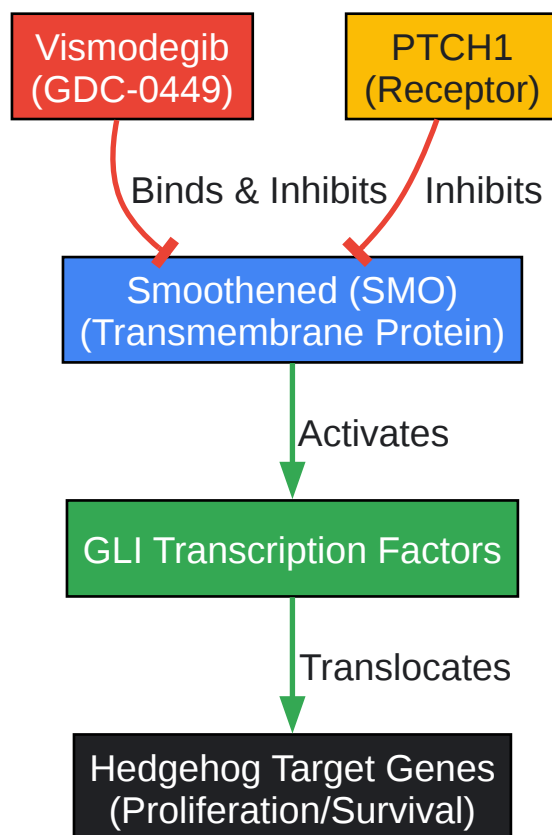 Vismodegib
(GDC-0449)
PTCH1
(Receptor)
Binds & Inhibits
Inhibits
Smoothened (SMO)
(Transmembrane Protein)
Activates
GLI Transcription Factors
Translocates
Hedgehog Target Genes
(Proliferation/Survival)